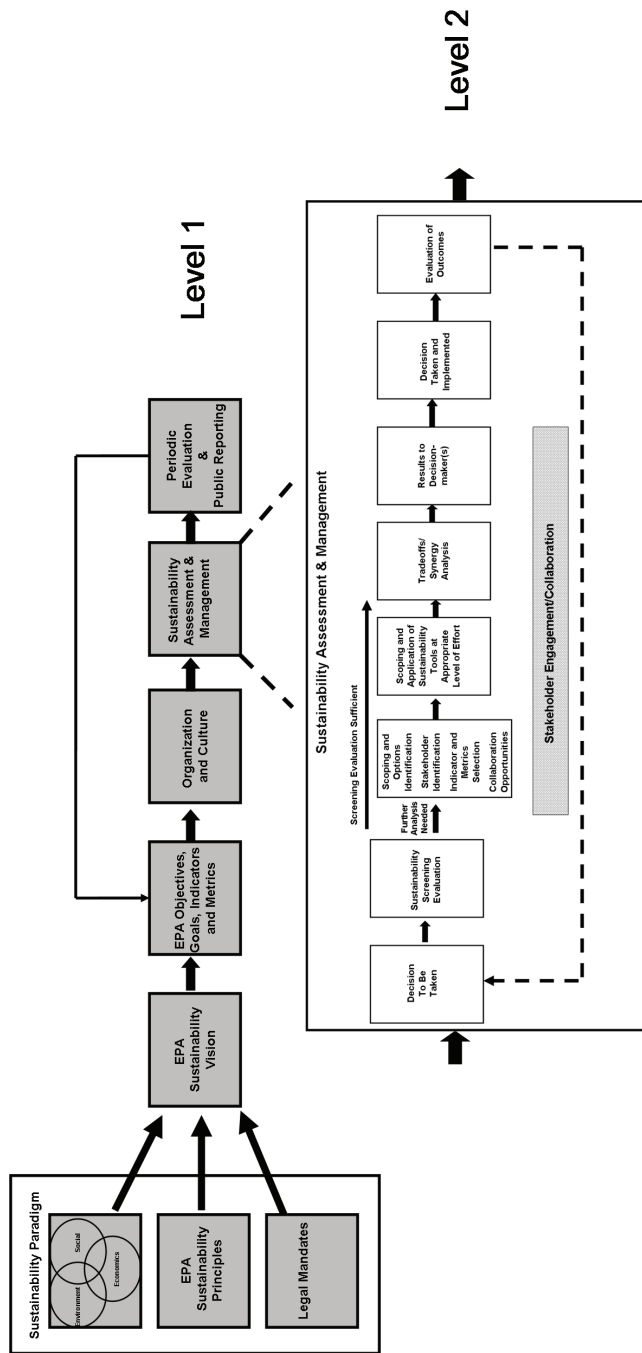 Sustainability Paradigm
Environment
Social
Economics
EPA
Sustainability
Principles
Legal Mandates
EPA
Sustainability
Vision
EPA Objectives,
Goals, Indicators
and Metrics
Organization
and Culture
Sustainability
Assessment &
Management
Periodic
Evaluation
&
Public Reporting
Level 1
Sustainability Assessment & Management
Decision
To Be
Taken
Sustainability
Screening
Evaluation
Further
Analysis
Needed
Screening Evaluation Sufficient
Scoping and
Options
Identification
Stakeholder
Identification
Indicator and
Metrics
Selection
Collaboration
Opportunities
Scoping and
Application of
Sustainability
Tools at
Appropriate
Level of Effort
Tradeoffs/
Synergy
Analysis
Results to
Decision-
maker(s)
Decision
Taken and
Implemented
Evaluation of
Outcomes
Stakeholder Engagement/Collaboration
Level 2